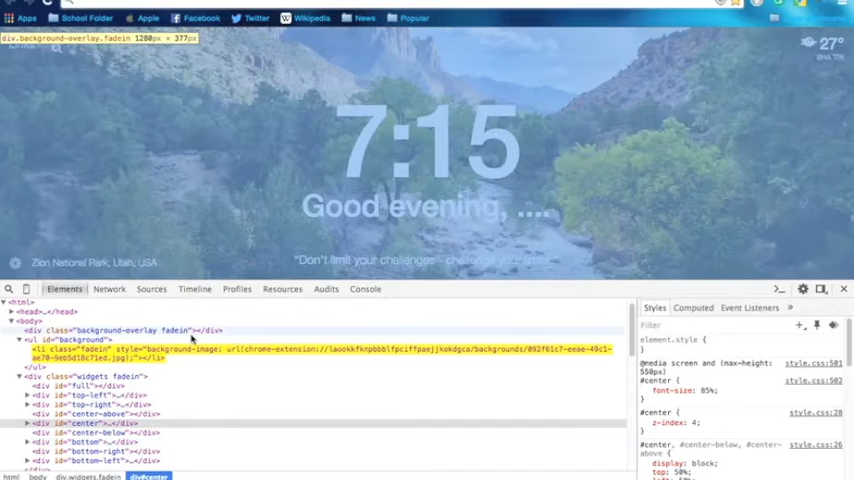 Apps School Folder Apple Facebook Twitter Wikipedia News Popular
div.background-overlay.fadein 1280px × 377px
27°
SHA TIN
7:15
Good evening, ....
Zion National Park, Utah, USA
"Don't limit your challenges - challenge your limits."
Elements Network Sources Timeline Profiles Resources Audits Console
<html>
<head>…</head>
<body>
<div class="background-overlay fadein"></div>
<ul id="background">
<li class="fadein" style="background-image: url(chrome-extension://laookkfknpbbblfpciffpaejjkokdgca/backgrounds/092f61c7-eeae-49c1-
ae70-9eb5d18c71ed.jpg);"></li>
</ul>
<div class="widgets fadein">
<div id="full"></div>
<div id="top-left">…</div>
<div id="top-right">…</div>
<div id="center-above"></div>
<div id="center">…</div>
<div id="center-below"></div>
<div id="bottom">…</div>
<div id="bottom-right"></div>
<div id="bottom-left">…</div>
html body div.widgets.fadein div#center
Styles Computed Event Listeners »
Filter
element.style {
}
@media screen and (max-height: style.css:501
550px)
#center { style.css:502
font-size: 85%;
}
#center { style.css:28
z-index: 4;
}
#center, #center-below, #center- style.css:26
above {
display: block;
top: 50%;